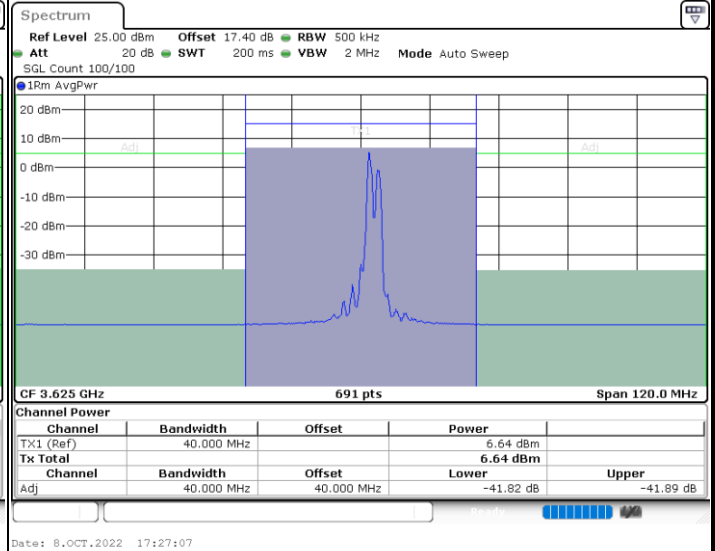 Spectrum
Ref Level 25.00 dBm Offset 17.40 dB RBW 500 kHz
Att 20 dB SWT 200 ms VBW 2 MHz Mode Auto Sweep
SGL Count 100/100
1Rm AvgPwr
20 dBm
TX1
10 dBm
Adj Adj
0 dBm
-10 dBm
-20 dBm
-30 dBm
CF 3.625 GHz 691 pts Span 120.0 MHz
Channel Power
Channel Bandwidth Offset Power
TX1 (Ref) 40.000 MHz 6.64 dBm
Tx Total 6.64 dBm
Channel Bandwidth Offset Lower Upper
Adj 40.000 MHz 40.000 MHz -41.82 dB -41.89 dB
Ready
Date: 8.OCT.2022 17:27:07